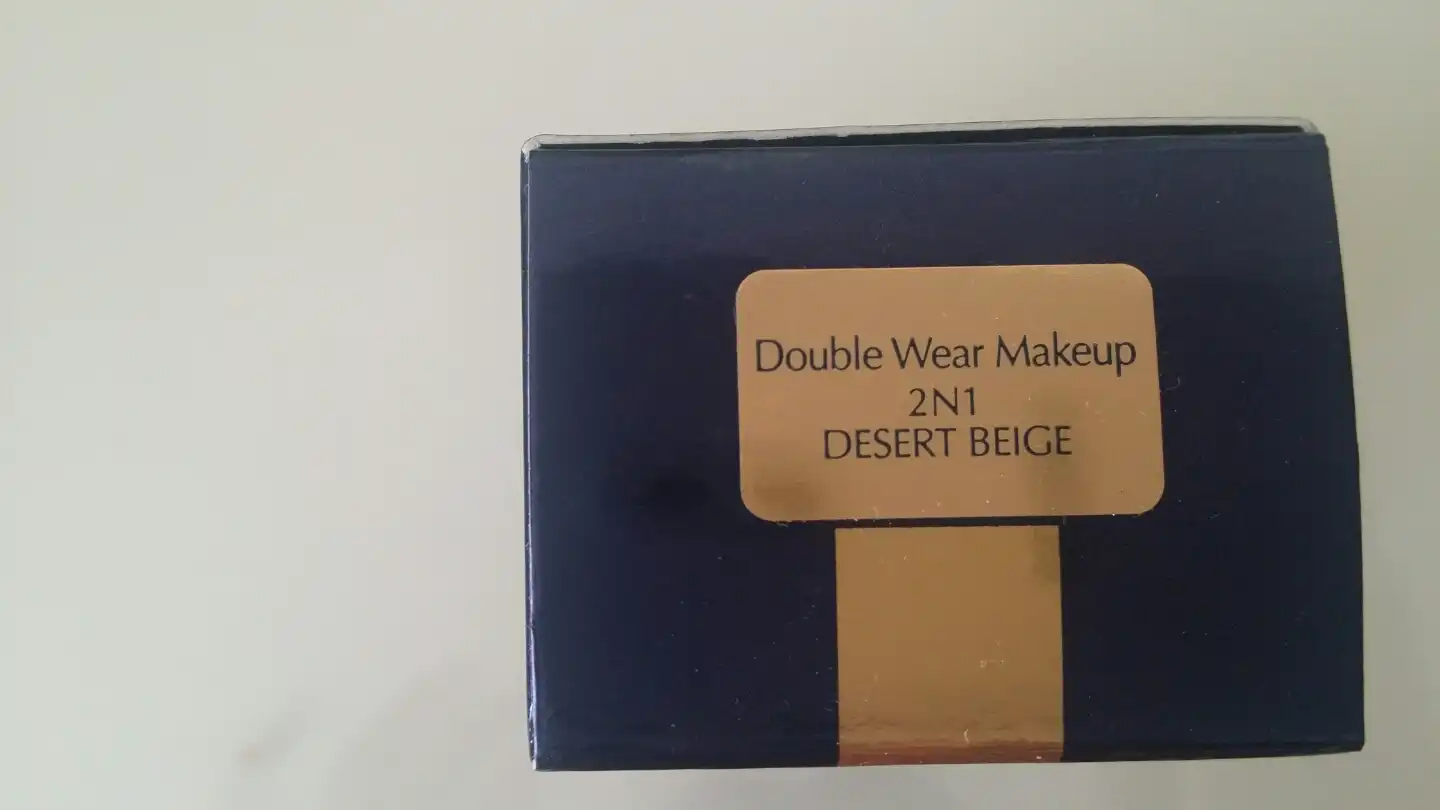 Double Wear Makeup
2N1
DESERT BEIGE